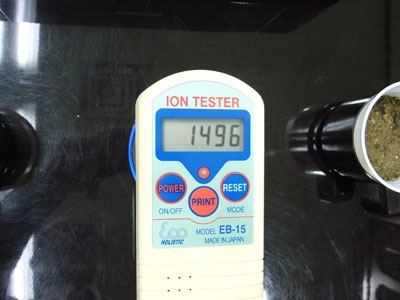 ION TESTER
1496
POWER
RESET
PRINT
ON/OFF
MODE
eco
HOLISTIC
MODEL EB-15
MADE IN JAPAN